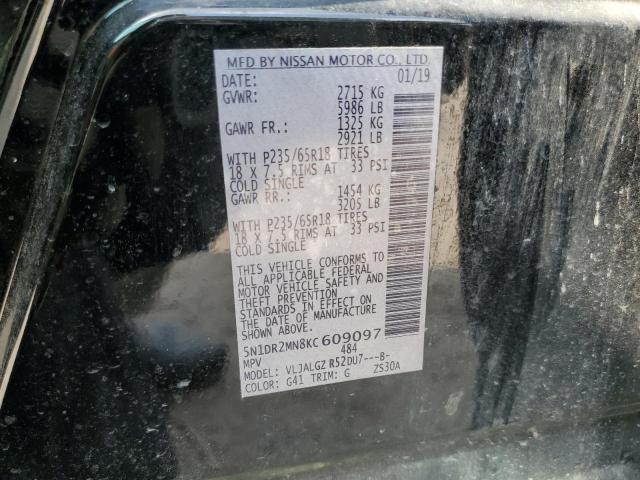 MFD BY NISSAN MOTOR CO., LTD.
DATE: 01/19
GVWR: 2715 KG
5986 LB
GAWR FR.: 1325 KG
2921 LB
WITH P235/65R18 TIRES
18 X 7.5 RIMS AT 33 PSI
COLD SINGLE
GAWR RR.: 1454 KG
3205 LB
WITH P235/65R18 TIRES
18 X 7.5 RIMS AT 33 PSI
COLD SINGLE
THIS VEHICLE CONFORMS TO
ALL APPLICABLE FEDERAL
MOTOR VEHICLE SAFETY AND
THEFT PREVENTION
STANDARDS IN EFFECT ON
THE DATE OF MANUFACTURE
SHOWN ABOVE.
5N1DR2MN8KC 609097
MPV 484
MODEL: VLJALGZ R52DU7---B-
COLOR: G41 TRIM: G ZS30A